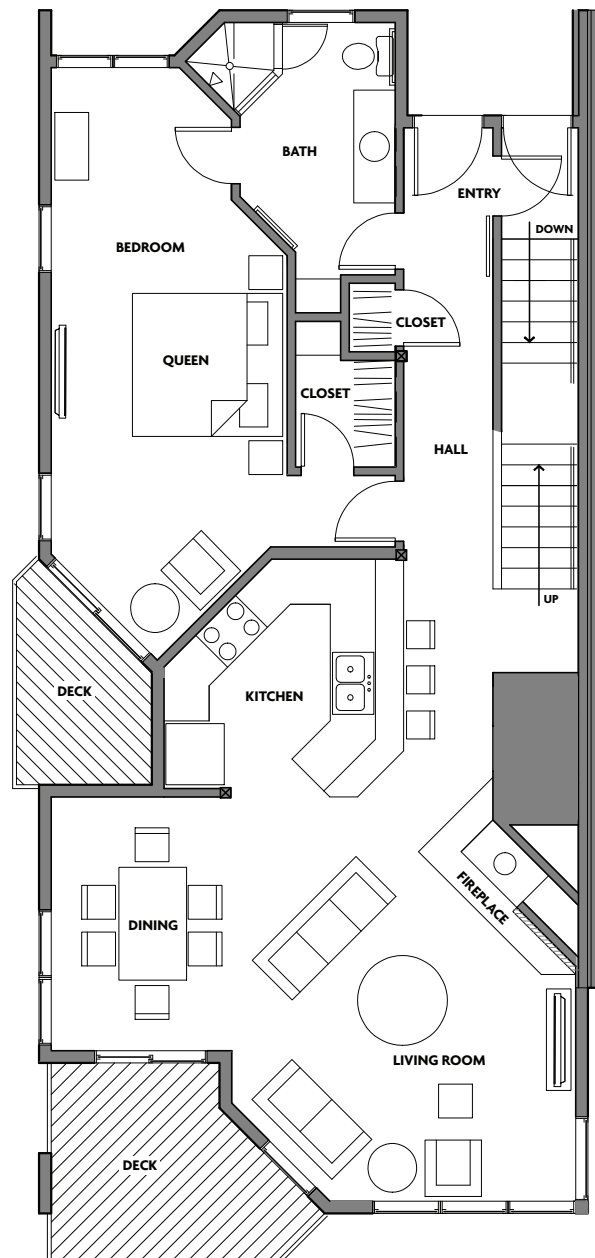 BATH
ENTRY
DOWN
BEDROOM
CLOSET
QUEEN
CLOSET
HALL
UP
DECK
KITCHEN
FIREPLACE
DINING
LIVING ROOM
DECK